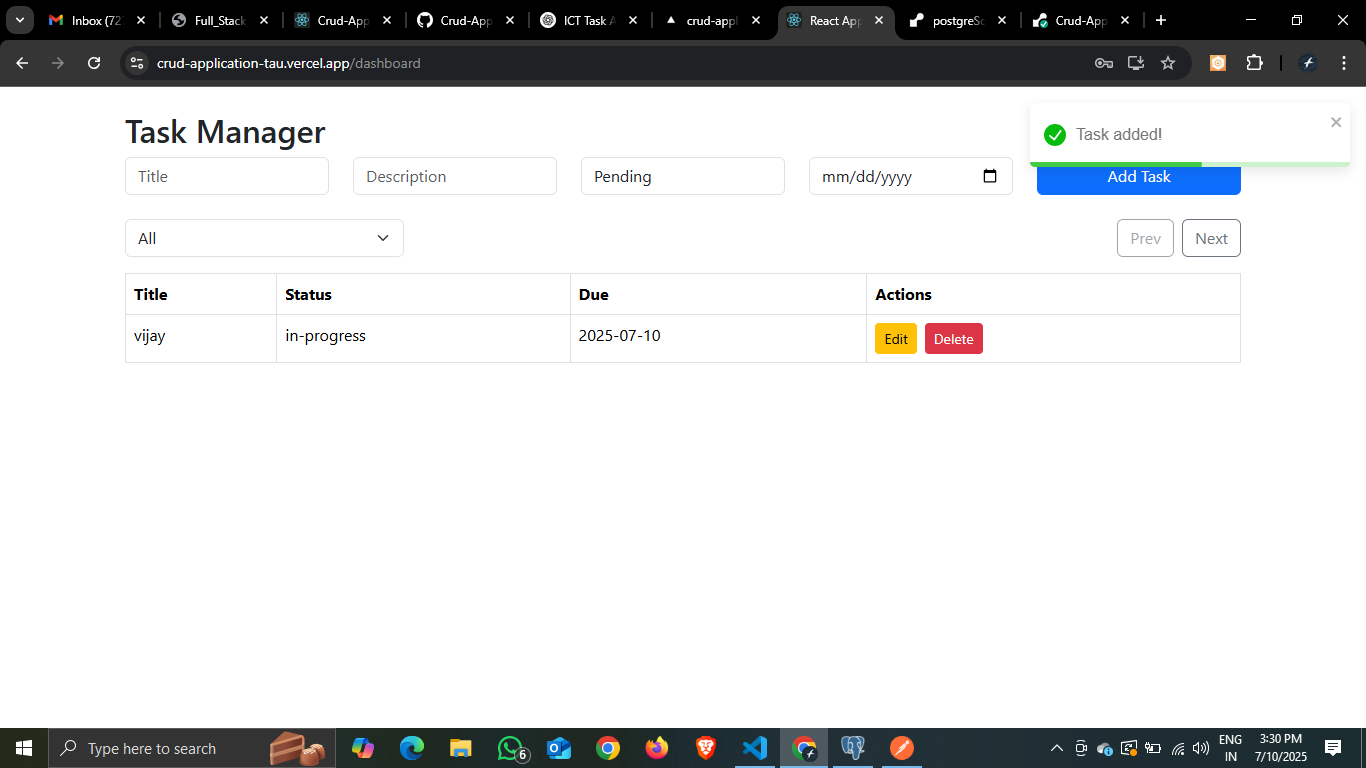 Inbox (72
Full_Stack
Crud-App
Crud-App
ICT Task A
crud-appl
React App
postgreSc
Crud-App
crud-application-tau.vercel.app/dashboard
Task Manager
Task added!
Title Description Pending mm/dd/yyyy Add Task
All Prev Next
Title Status Due Actions
vijay in-progress 2025-07-10 Edit Delete
Type here to search
6
ENG
IN
3:30 PM
7/10/2025